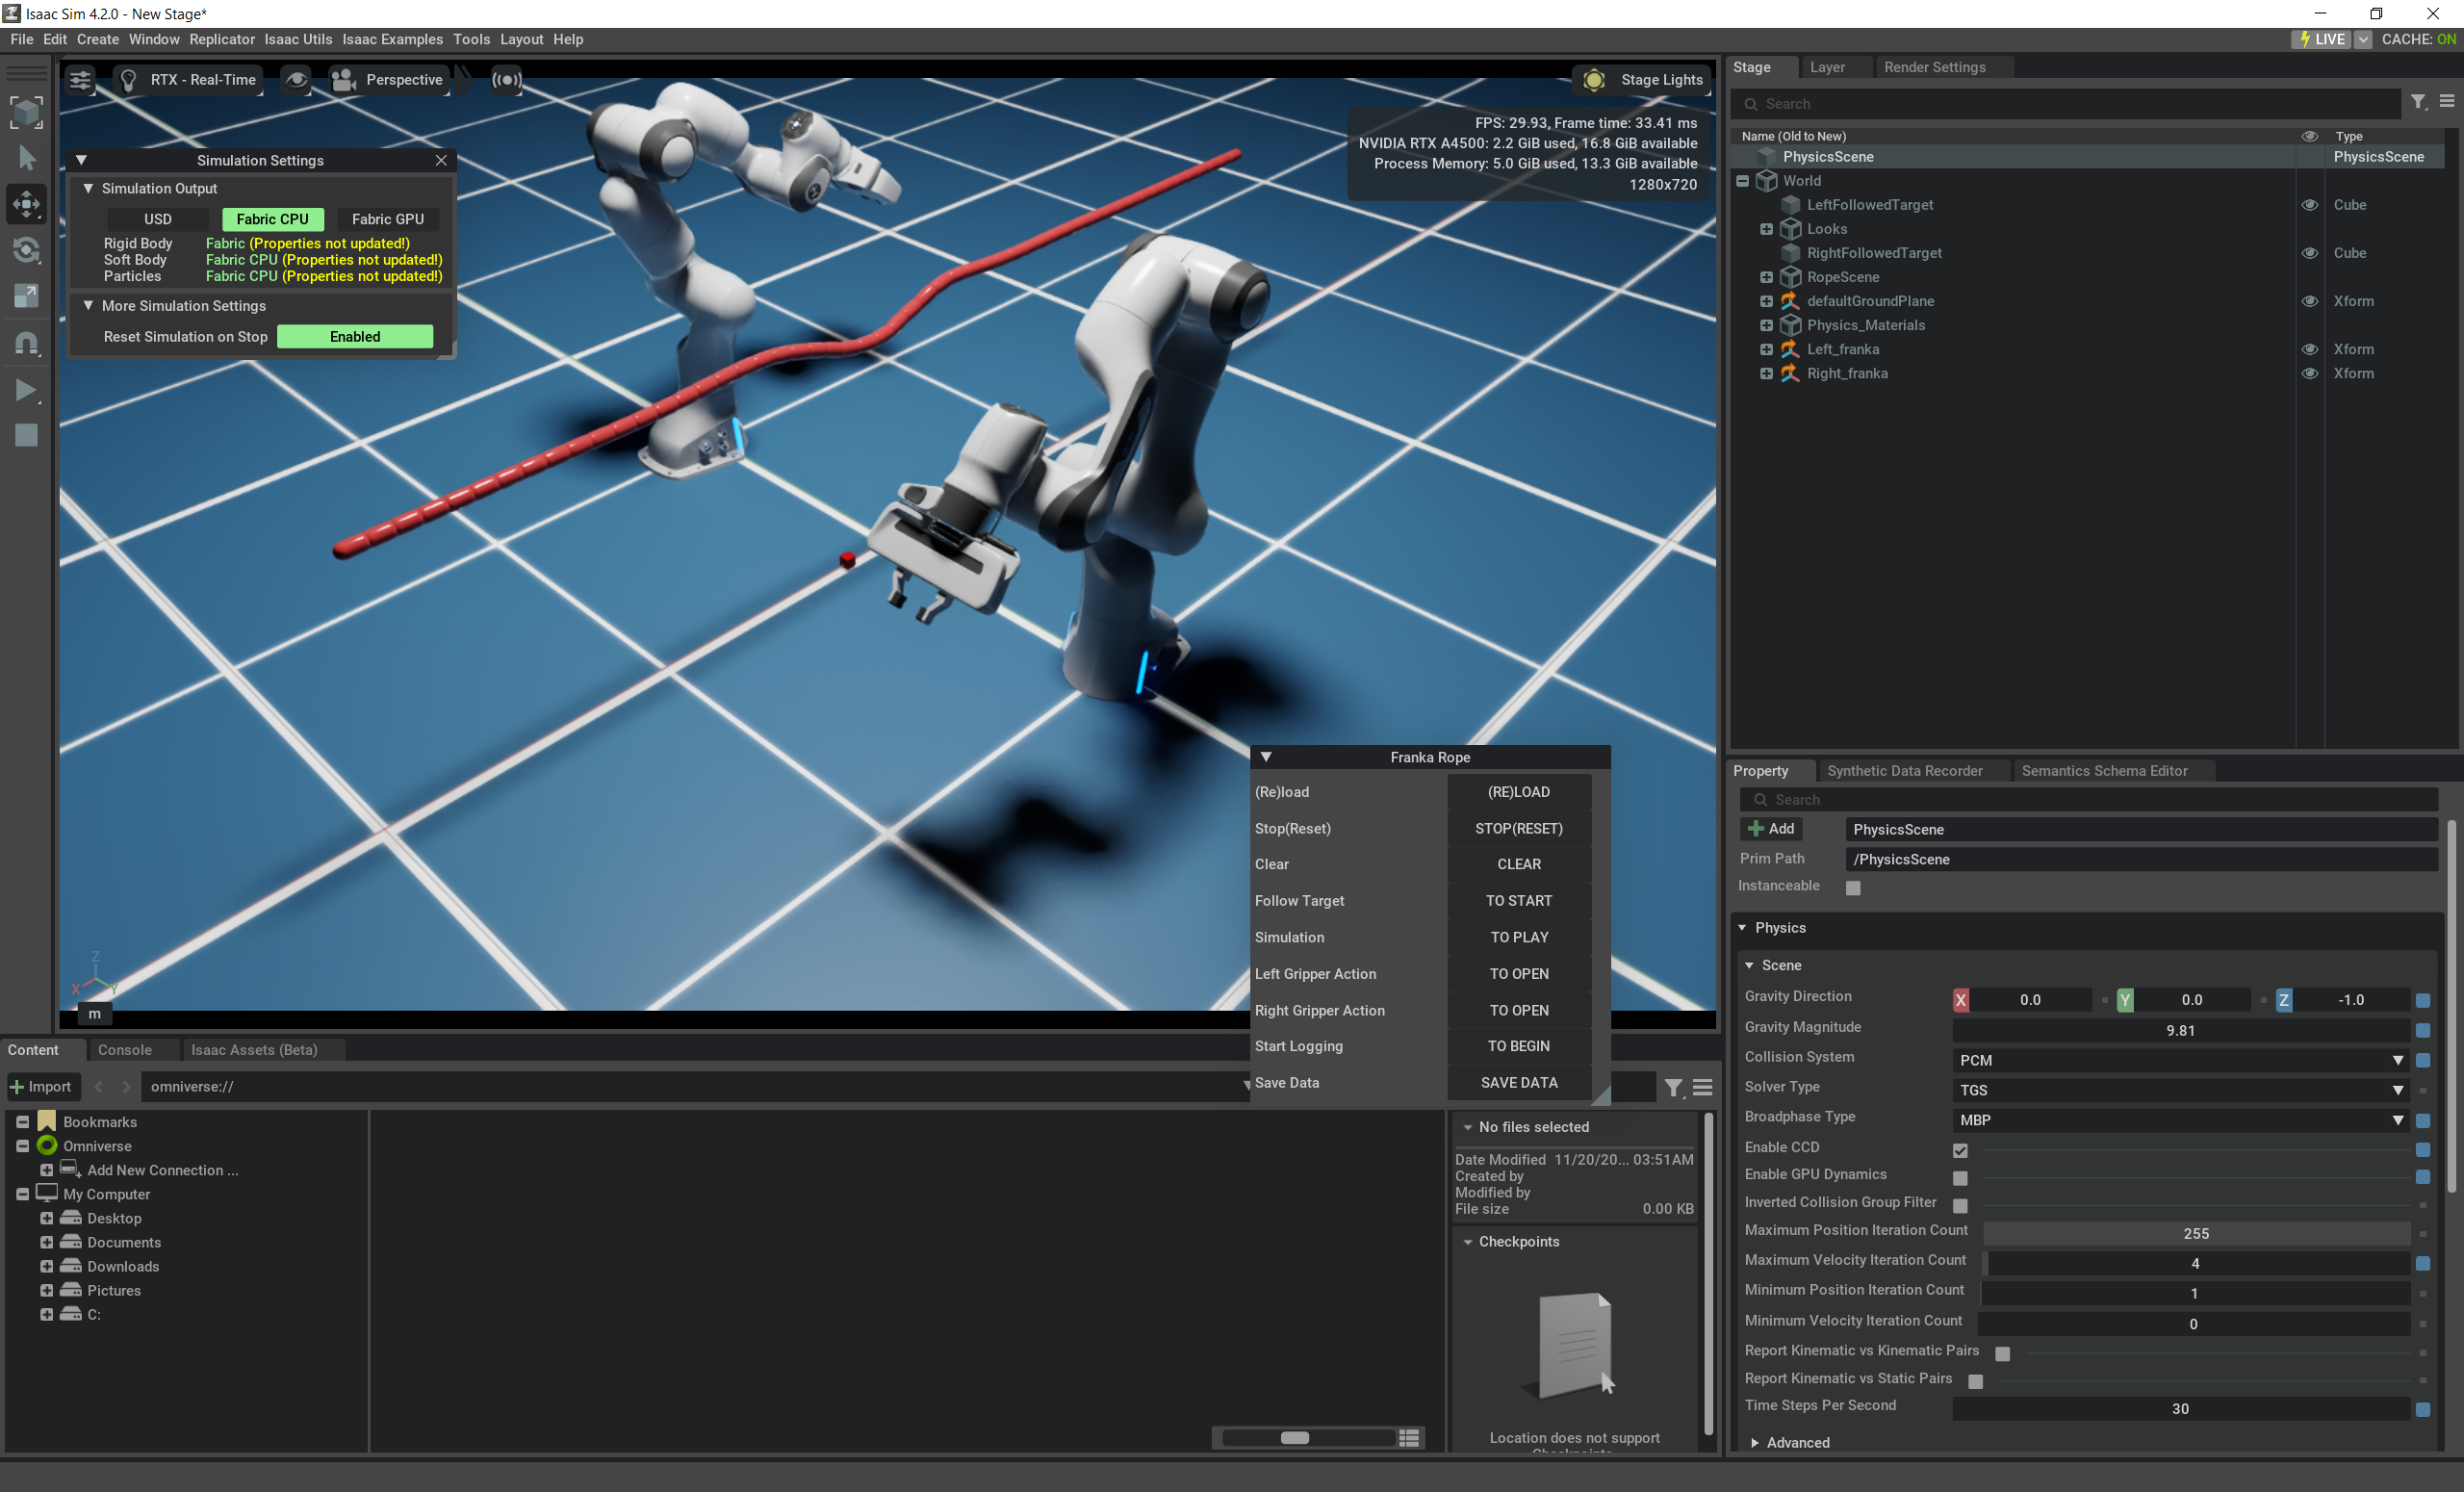 Isaac Sim 4.2.0 - New Stage*
File Edit Create Window Replicator Isaac Utils Isaac Examples Tools Layout Help
LIVE CACHE: ON
RTX - Real-Time Perspective Stage Lights
FPS: 29.93, Frame time: 33.41 ms
NVIDIA RTX A4500: 2.2 GiB used, 16.8 GiB available
Process Memory: 5.0 GiB used, 13.3 GiB available
1280x720
Simulation Settings
Simulation Output
USD Fabric CPU Fabric GPU
Rigid Body Fabric (Properties not updated!)
Soft Body Fabric CPU (Properties not updated!)
Particles Fabric CPU (Properties not updated!)
More Simulation Settings
Reset Simulation on Stop Enabled
Z
X Y
m
Franka Rope
(Re)load (RE)LOAD
Stop(Reset) STOP(RESET)
Clear CLEAR
Follow Target TO START
Simulation TO PLAY
Left Gripper Action TO OPEN
Right Gripper Action TO OPEN
Start Logging TO BEGIN
Save Data SAVE DATA
Stage Layer Render Settings
Search
Name (Old to New) Type
PhysicsScene PhysicsScene
World
LeftFollowedTarget Cube
Looks
RightFollowedTarget Cube
RopeScene
defaultGroundPlane Xform
Physics_Materials
Left_franka Xform
Right_franka Xform
Property Synthetic Data Recorder Semantics Schema Editor
Search
Add PhysicsScene
Prim Path /PhysicsScene
Instanceable
Physics
Scene
Gravity Direction X 0.0 Y 0.0 Z -1.0
Gravity Magnitude 9.81
Collision System PCM
Solver Type TGS
Broadphase Type MBP
Enable CCD
Enable GPU Dynamics
Inverted Collision Group Filter
Maximum Position Iteration Count 255
Maximum Velocity Iteration Count 4
Minimum Position Iteration Count 1
Minimum Velocity Iteration Count 0
Report Kinematic vs Kinematic Pairs
Report Kinematic vs Static Pairs
Time Steps Per Second 30
Advanced
Content Console Isaac Assets (Beta)
Import omniverse://
Bookmarks
Omniverse
Add New Connection ...
My Computer
Desktop
Documents
Downloads
Pictures
C:
No files selected
Date Modified 11/20/20... 03:51AM
Created by
Modified by
File size 0.00 KB
Checkpoints
Location does not support